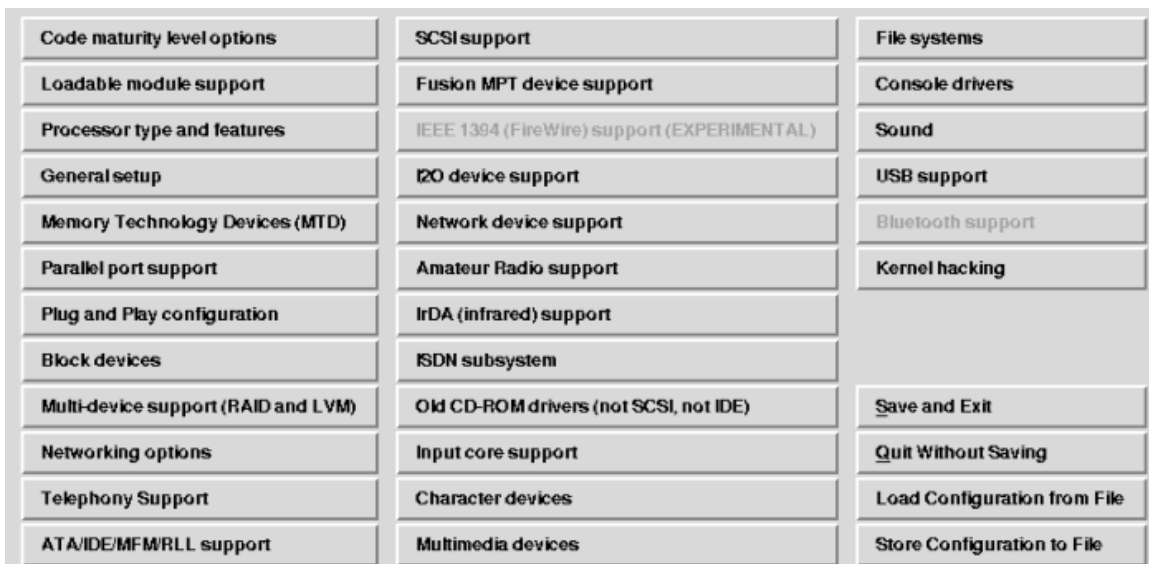 Code maturity level options
Loadable module support
Processor type and features
General setup
Memory Technology Devices (MTD)
Parallel port support
Plug and Play configuration
Block devices
Multi-device support (RAID and LVM)
Networking options
Telephony Support
ATA/IDE/MFM/RLL support
SCSI support
Fusion MPT device support
IEEE 1394 (FireWire) support (EXPERIMENTAL)
I2O device support
Network device support
Amateur Radio support
IrDA (infrared) support
ISDN subsystem
Old CD-ROM drivers (not SCSI, not IDE)
Input core support
Character devices
Multimedia devices
File systems
Console drivers
Sound
USB support
Bluetooth support
Kernel hacking
Save and Exit
Quit Without Saving
Load Configuration from File
Store Configuration to File